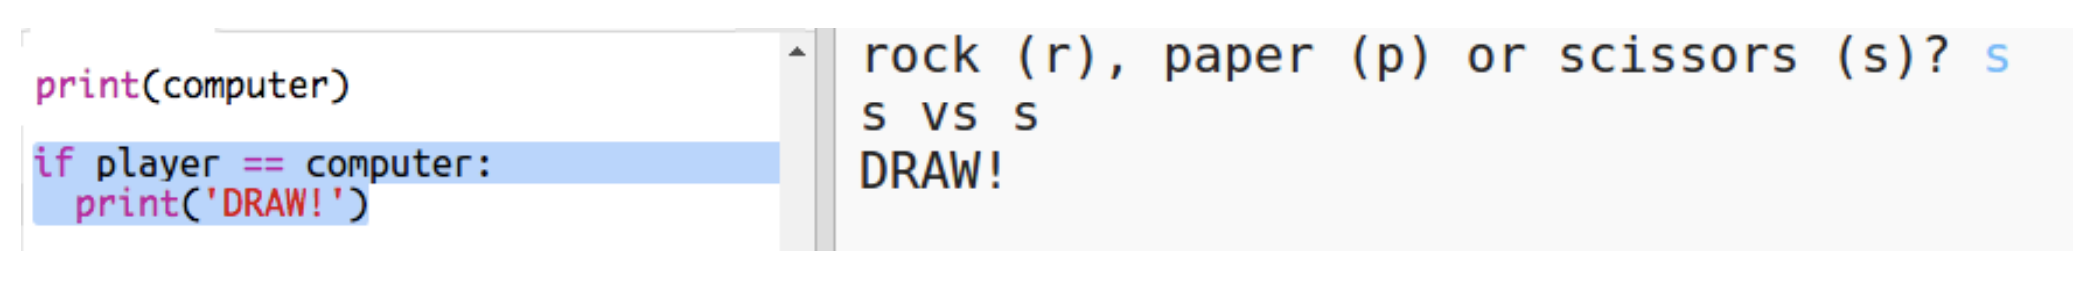 print(computer)
if player == computer:
  print('DRAW!')
rock (r), paper (p) or scissors (s)? s
s vs s
DRAW!